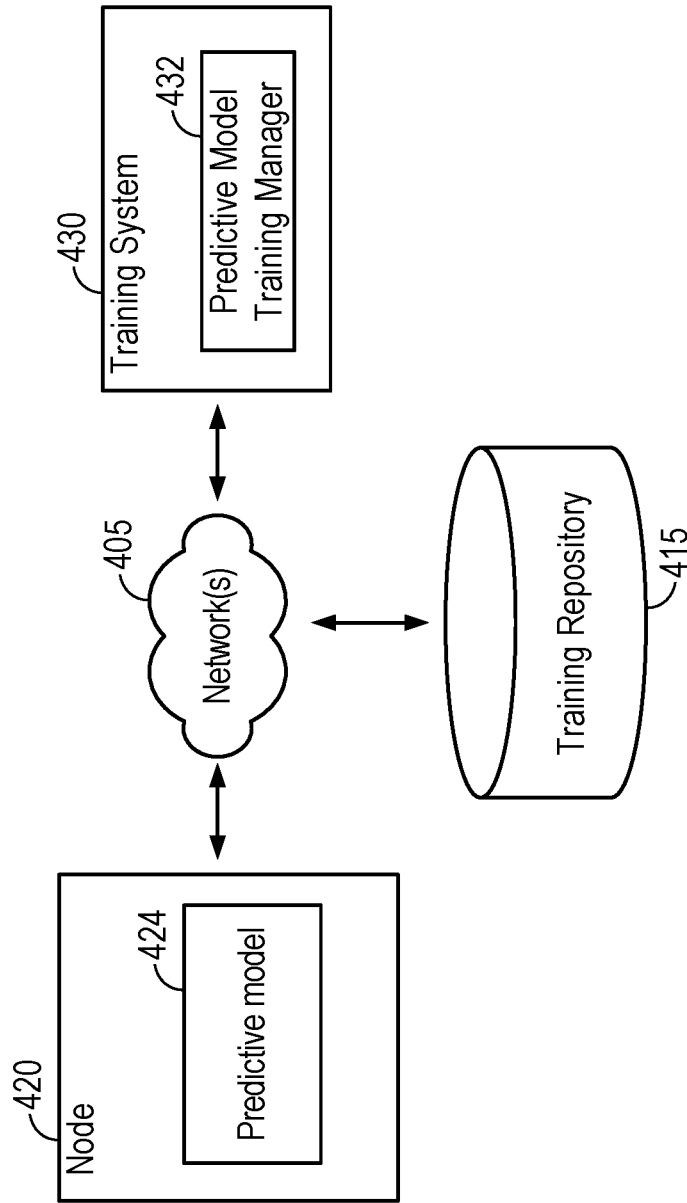 420
Node
424
Predictive model
405
Network(s)
430
Training System
432
Predictive Model
Training Manager
Training Repository
415